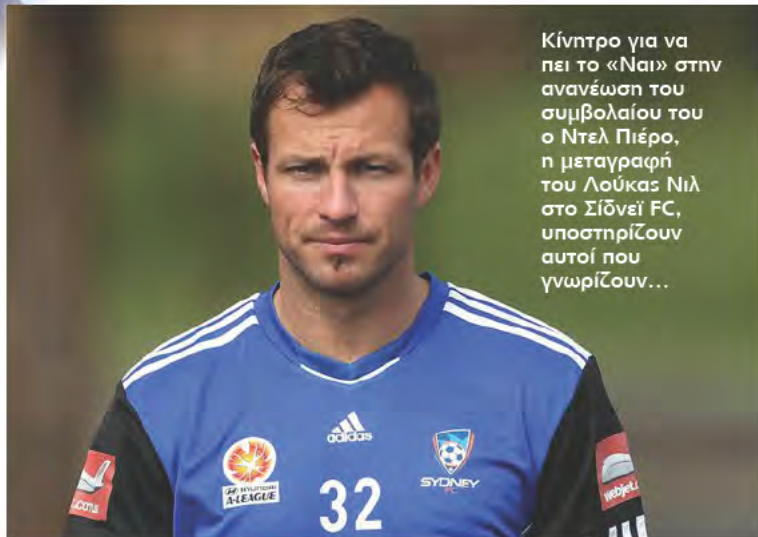 Κίνητρο για να
πει το «Ναι» στην
ανανέωση του
συμβολαίου του
ο Ντελ Πιέρο,
η μεταγραφή
του Λούκας Νιλ
στο Σίδνεϊ FC,
υποστηρίζουν
αυτοί που
γνωρίζουν...
adidas
HYUNDAI
A-LEAGUE
SYDNEY
FC
32
webjet.c